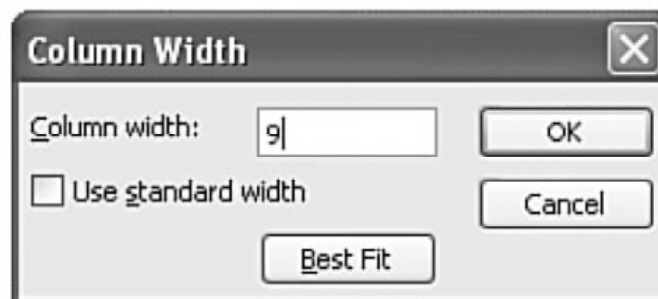 Column Width
Column width: 9 OK
Use standard width Cancel
Best Fit